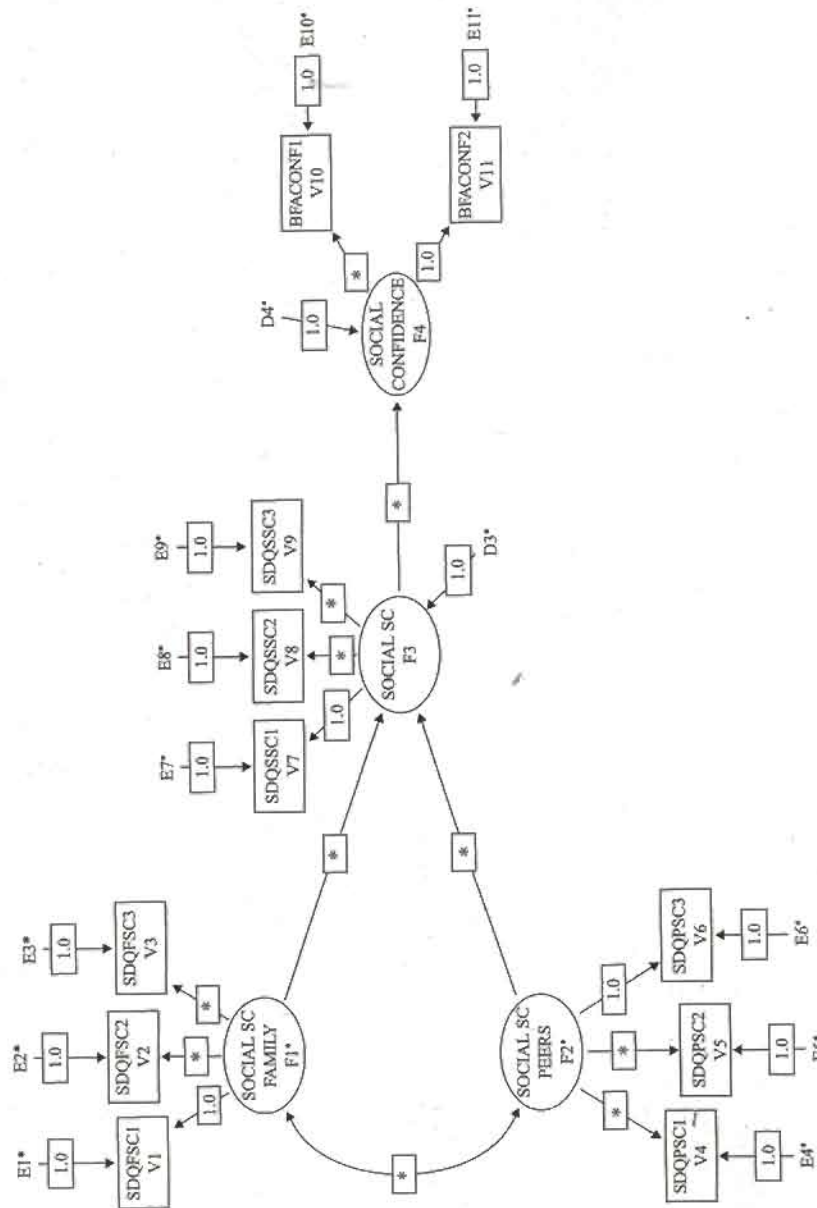 E1*
1.0
SDQFSC1
V1
E2*
1.0
SDQFSC2
V2
E3*
1.0
SDQFSC3
V3
1.0
*
*
SOCIAL SC
FAMILY
F1*
*
*
*
SOCIAL SC
PEERS
F2*
*
*
1.0
SDQPSC1
V4
1.0
E4*
SDQPSC2
V5
1.0
SDQPSC3
V6
1.0
E6*
E7*
1.0
SDQSSC1
V7
E8*
1.0
SDQSSC2
V8
E9*
1.0
SDQSSC3
V9
1.0
*
*
SOCIAL SC
F3
1.0
D3*
*
D4*
1.0
SOCIAL
CONFIDENCE
F4
*
1.0
BFACONF1
V10
1.0
E10*
BFACONF2
V11
1.0
E11*